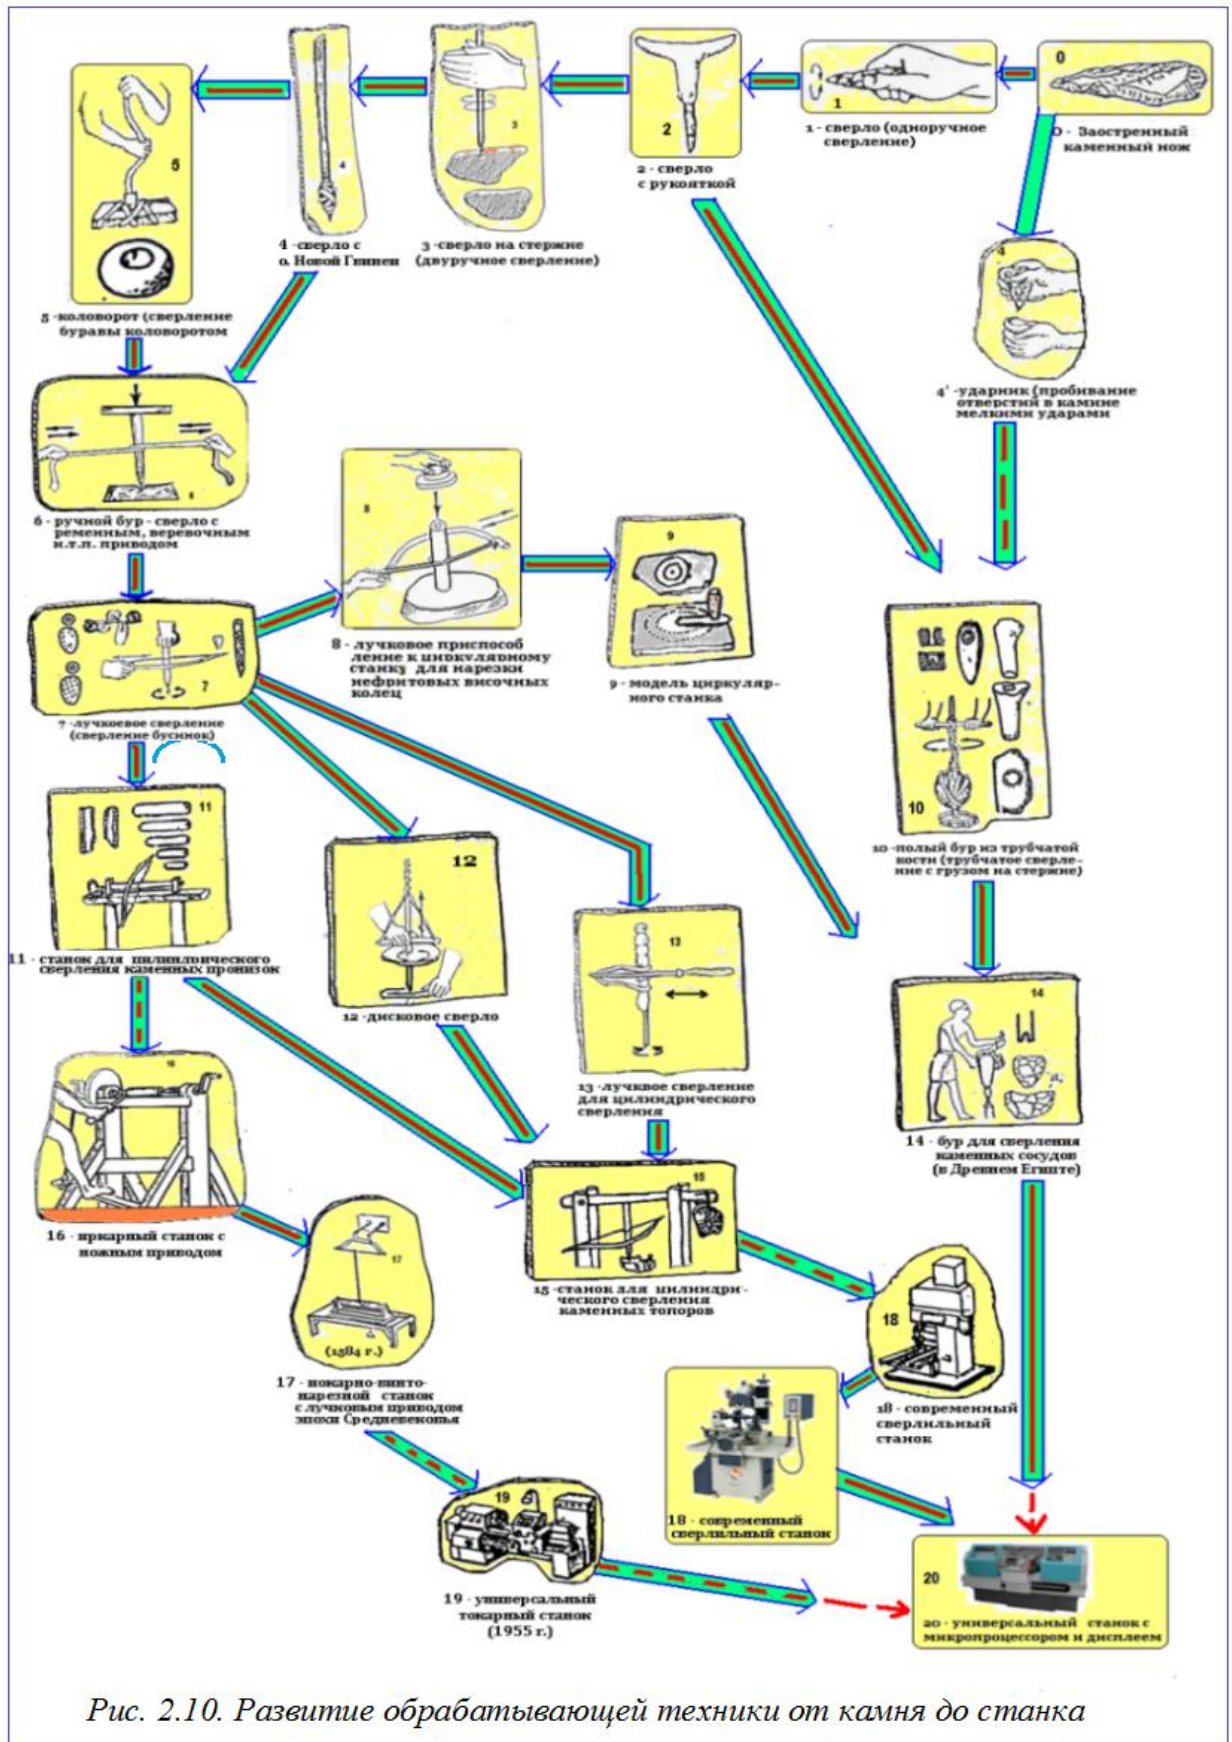 0
0 - Заостренный
каменный нож
1
1 - сверло (одноручное
сверление)
2
2 - сверло
с рукояткой
3
3 -сверло на стержне
(двуручное сверление)
4
4 -сверло с
о. Новой Гвинеи
5
5 -коловорот (сверление
буравы коловоротом
4
4' -ударник (пробивание
отверстий в камине
мелкими ударами
6
6 - ручной бур - сверло с
ременным, веревочным
и.т.п. приводом
7
7 -лучкоевое сверление
(сверление бусинок)
8
8 - лучковое приспособ
ление к циркулярному
станку для нарезки
нефритовых височных
колец
9
9 - модель циркуляр-
ного станка
10
10 -полый бур из трубчатой
кости (трубчатое сверле-
ние с грузом на стержне)
11
11 - станок для цилиндрического
сверления каменных пронизок
12
12 -дисковое сверло
13
13 -лучквое сверление
для цилиндрического
сверления
14
14 - бур для сверления
каменных сосудов
(в Древнем Египте)
15
15 -станок для цилиндри-
ческого сверления
каменных топоров
16
16 - яркарный станок с
ножным приводом
17
(1584 г.)
17 - покарно-винто-
нарезной станок
с лучковым приводом
эпохи Средневековья
18
18 - современный
сверлильный
станок
18 - современный
сверлильный станок
19
19 - универсальный
токарный станок
(1955 г.)
20
20 - универсальный станок с
микропроцессором и дисплеем
Рис. 2.10. Развитие обрабатывающей техники от камня до станка